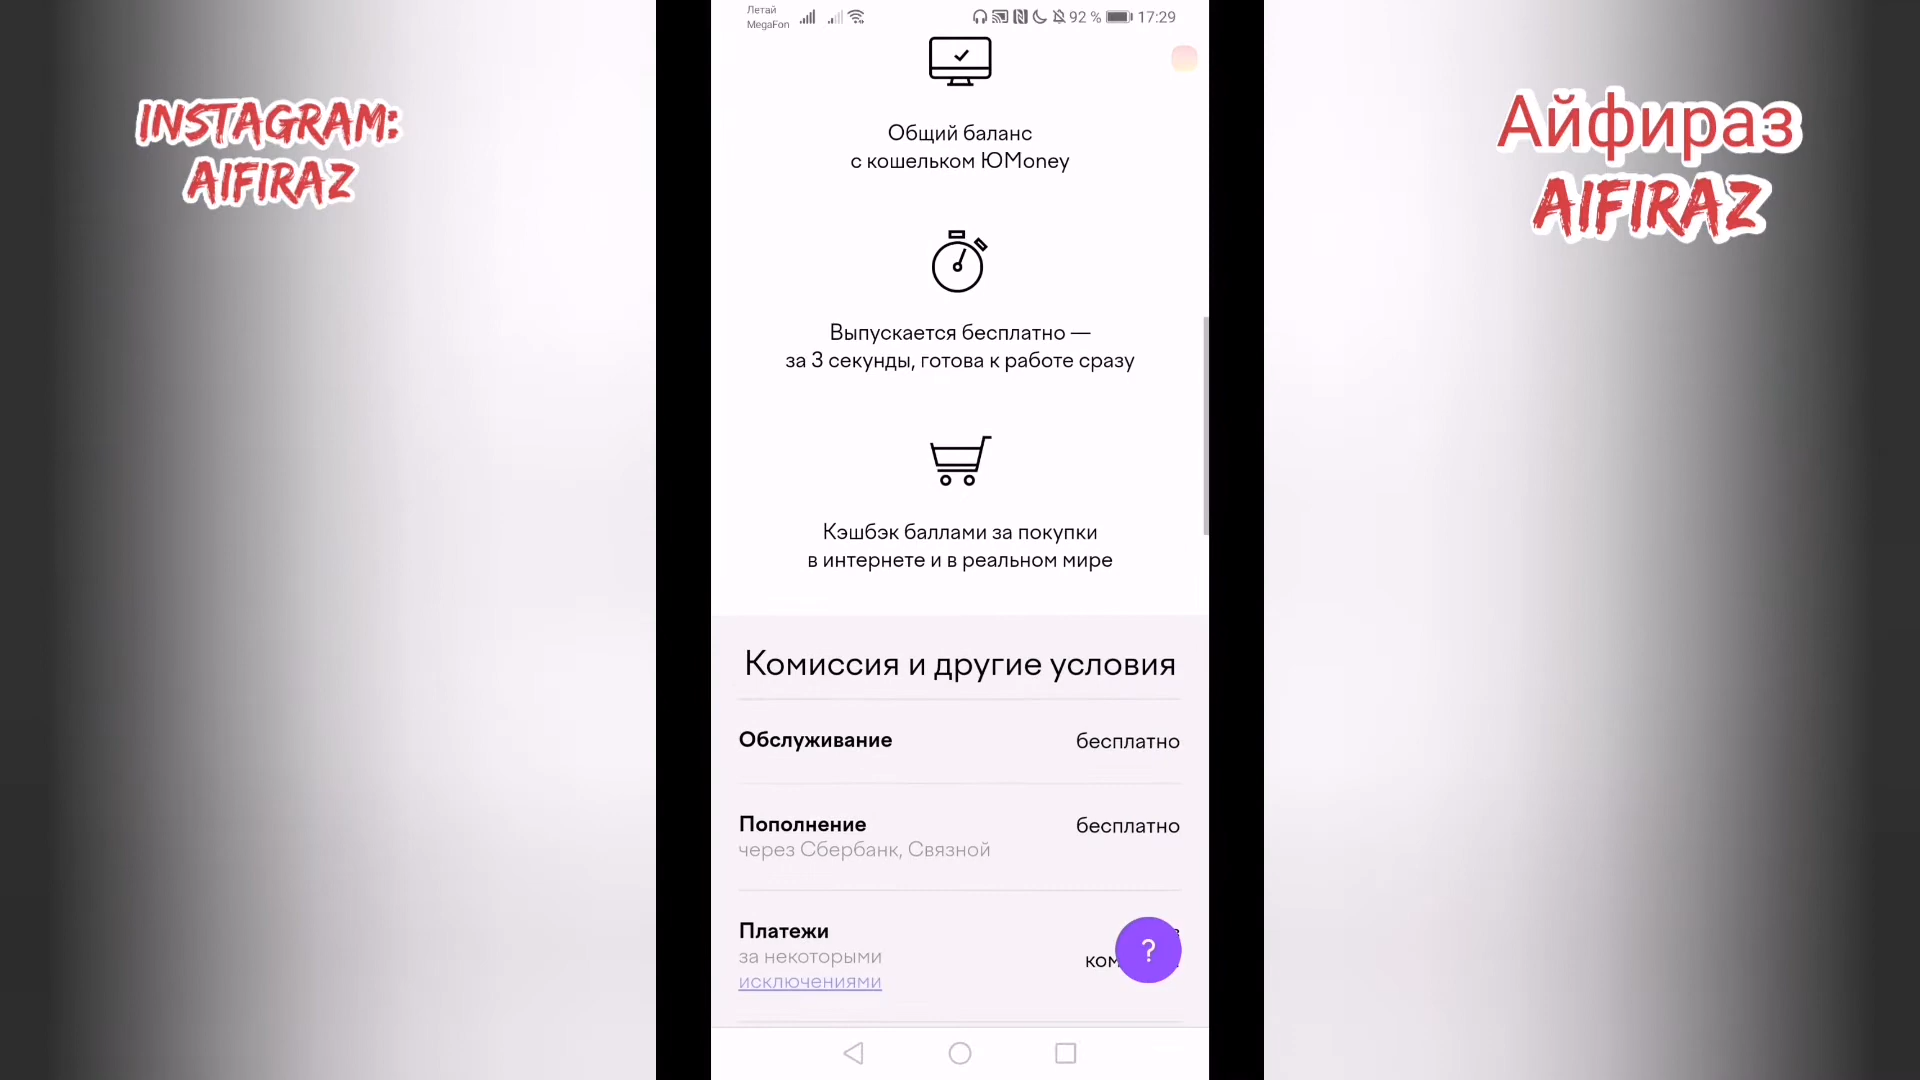 Летай
MegaFon
92 %
17:29
INSTAGRAM:
AIFIRAZ
Айфираз
AIFIRAZ
Общий баланс
с кошельком ЮMoney
Выпускается бесплатно —
за 3 секунды, готова к работе сразу
Кэшбэк баллами за покупки
в интернете и в реальном мире
Комиссия и другие условия
Обслуживание
бесплатно
Пополнение
бесплатно
через Сбербанк, Связной
Платежи
за некоторыми
исключениями
?